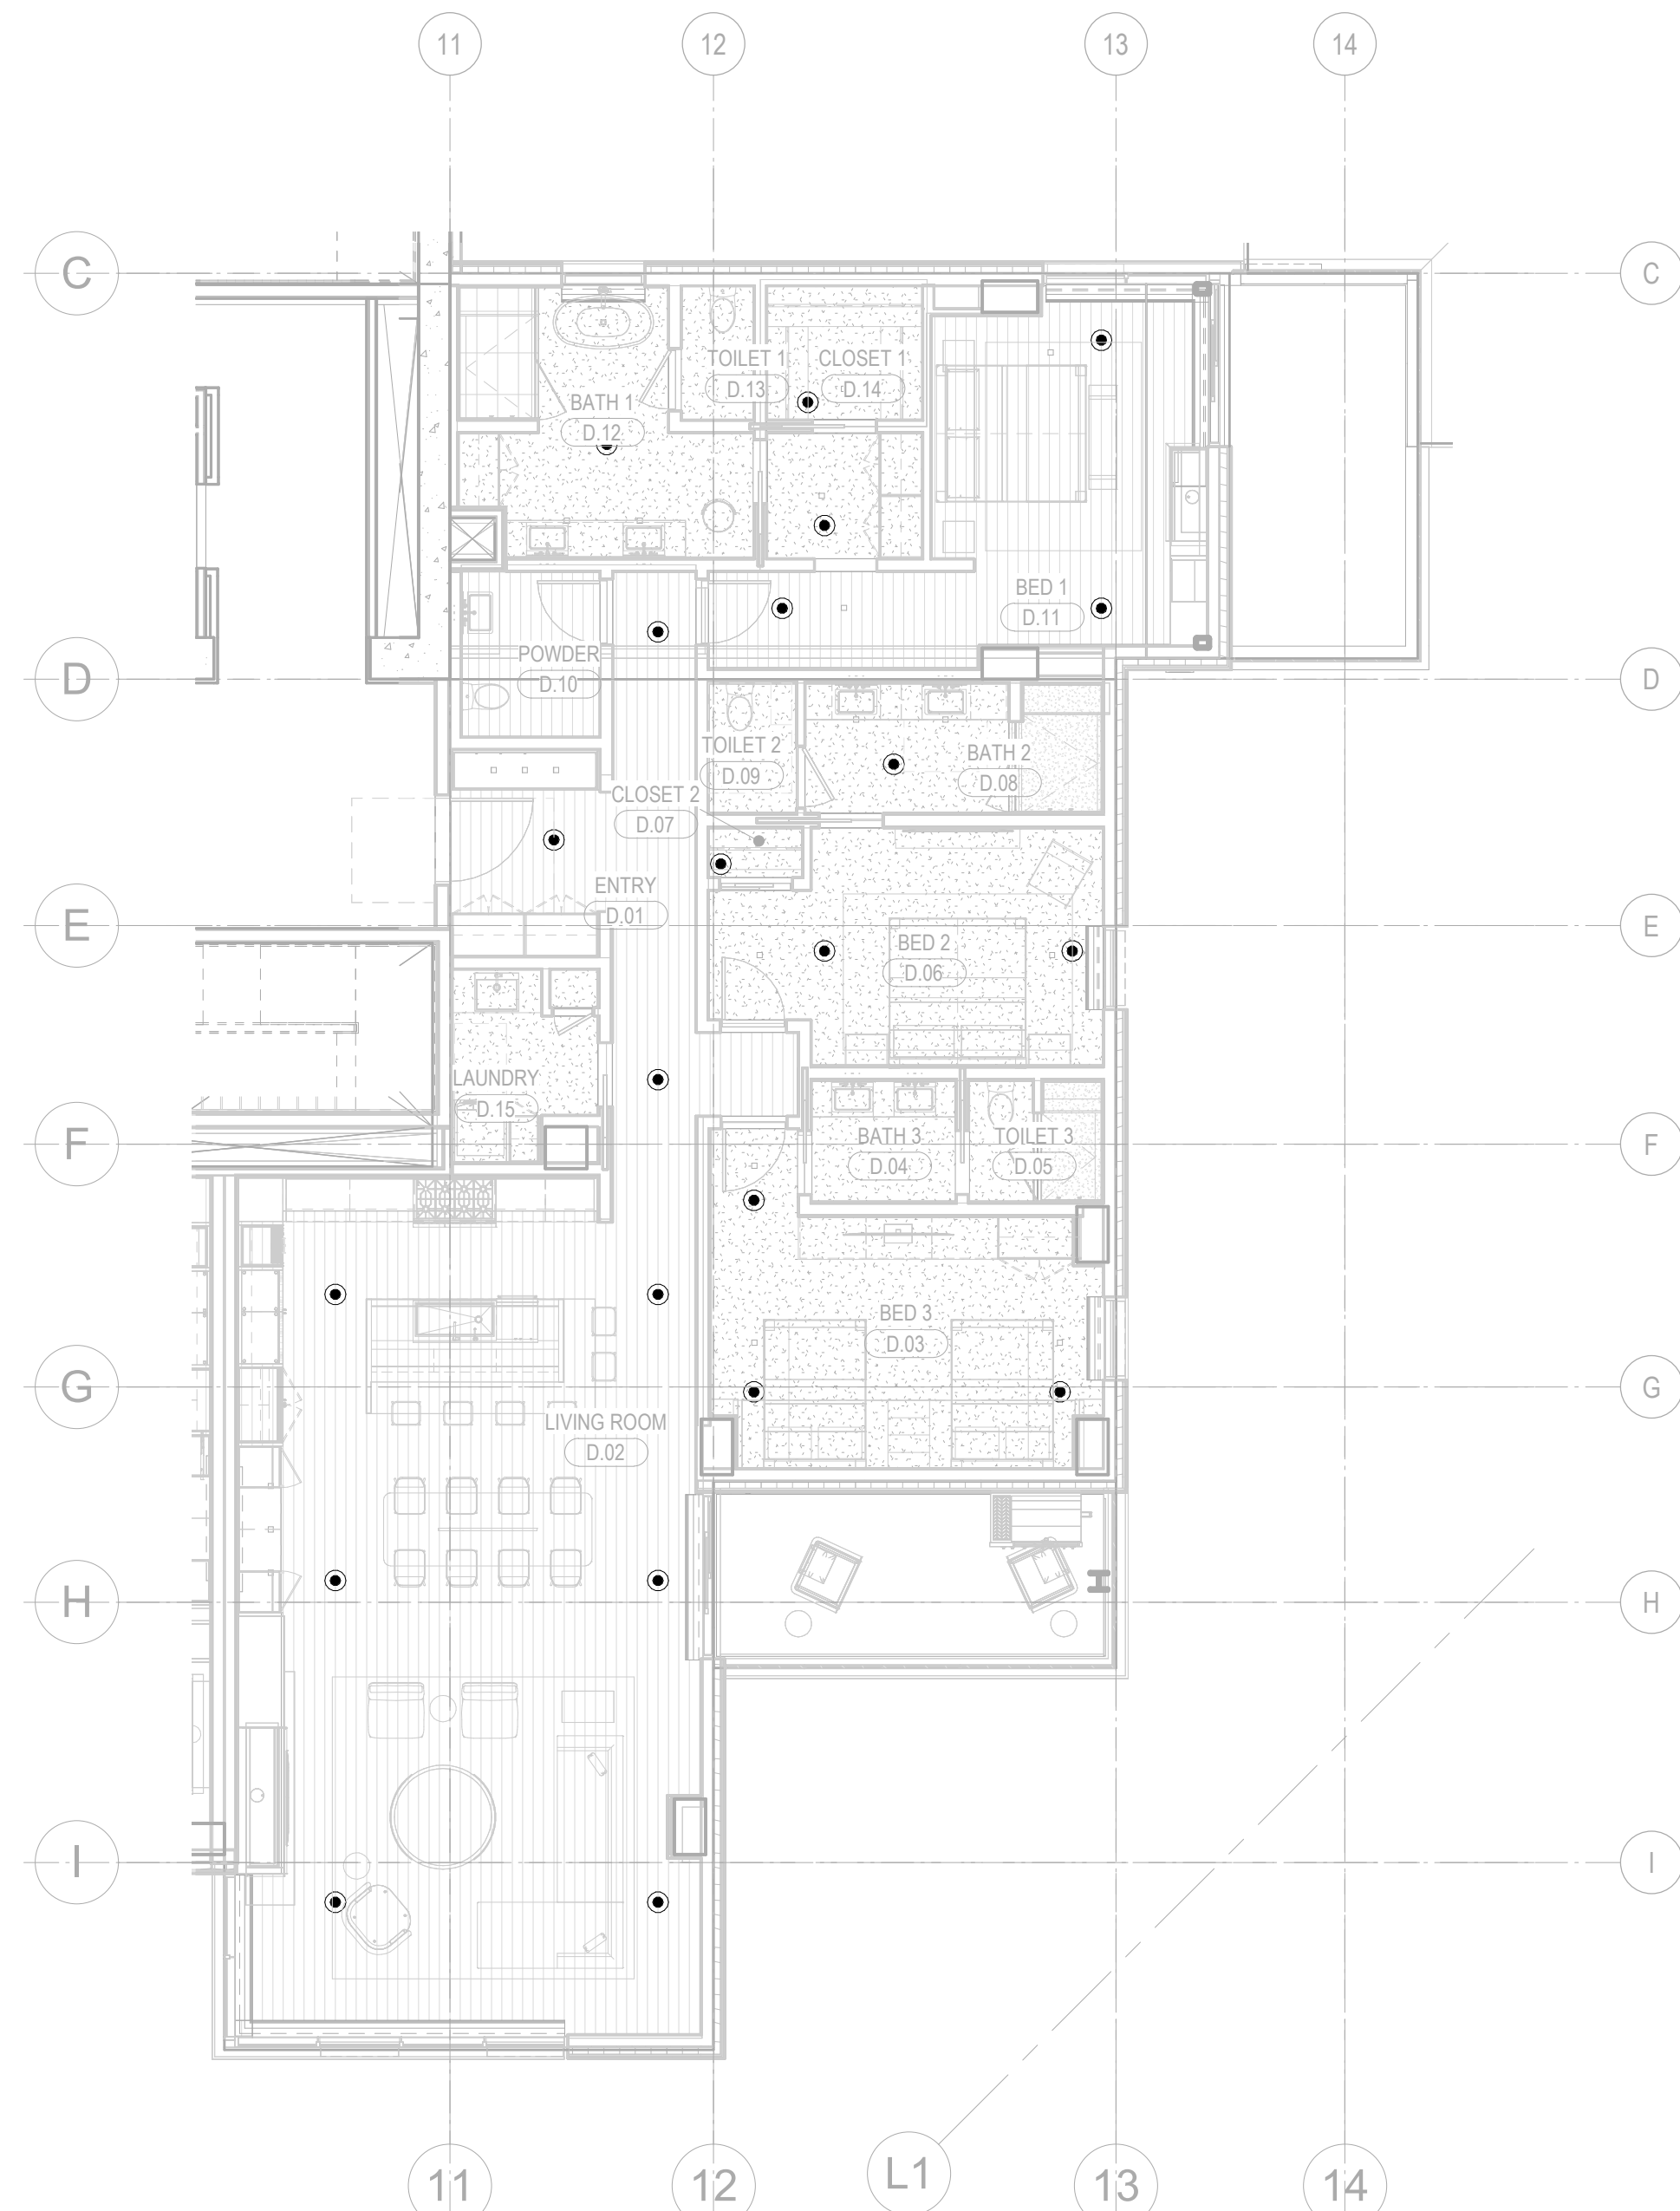 11 12 13 14
C C
TOILET 1 CLOSET 1
D.13 D.14
BATH 1
D.12
BED 1
D.11
POWDER
D.10
D D
TOILET 2 BATH 2
D.09 D.08
CLOSET 2
D.07
ENTRY
D.01
E E
BED 2
D.06
LAUNDRY
D.15
BATH 3 TOILET 3
D.04 D.05
F F
BED 3
D.03
G G
LIVING ROOM
D.02
H H
I I
11 12 L1 13 14